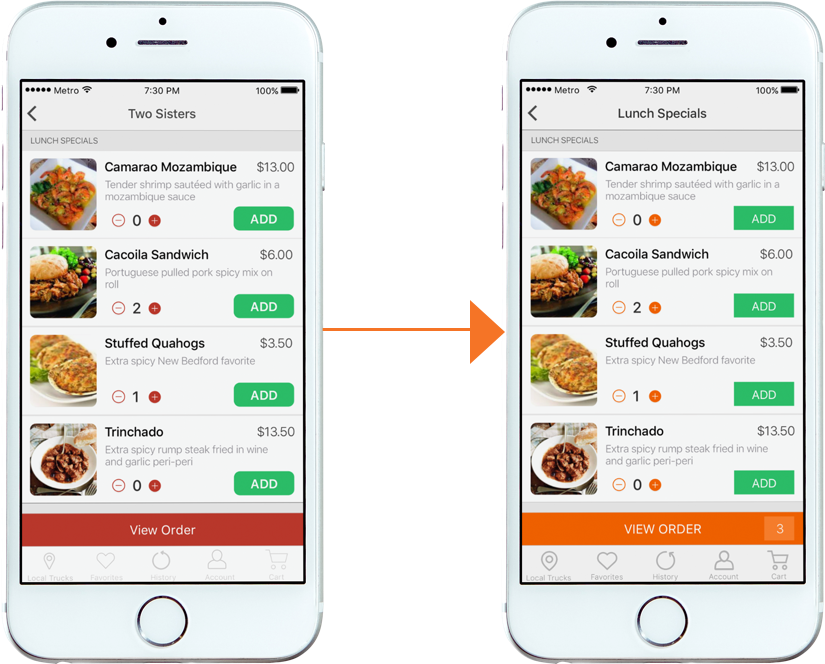 Metro 7:30 PM 100%
Two Sisters
LUNCH SPECIALS
Camarao Mozambique $13.00
Tender shrimp sautéed with garlic in a
mozambique sauce
0 ADD
Cacoila Sandwich $6.00
Portuguese pulled pork spicy mix on
roll
2 ADD
Stuffed Quahogs $3.50
Extra spicy New Bedford favorite
1 ADD
Trinchado $13.50
Extra spicy rump steak fried in wine
and garlic peri-peri
0 ADD
View Order
Local Trucks Favorites History Account Cart
Metro 7:30 PM 100%
Lunch Specials
LUNCH SPECIALS
Camarao Mozambique $13.00
Tender shrimp sautéed with garlic in a
mozambique sauce
0 ADD
Cacoila Sandwich $6.00
Portuguese pulled pork spicy mix on
roll
2 ADD
Stuffed Quahogs $3.50
Extra spicy New Bedford favorite
1 ADD
Trinchado $13.50
Extra spicy rump steak fried in wine
and garlic peri-peri
0 ADD
VIEW ORDER 3
Local Trucks Favorites History Account Cart